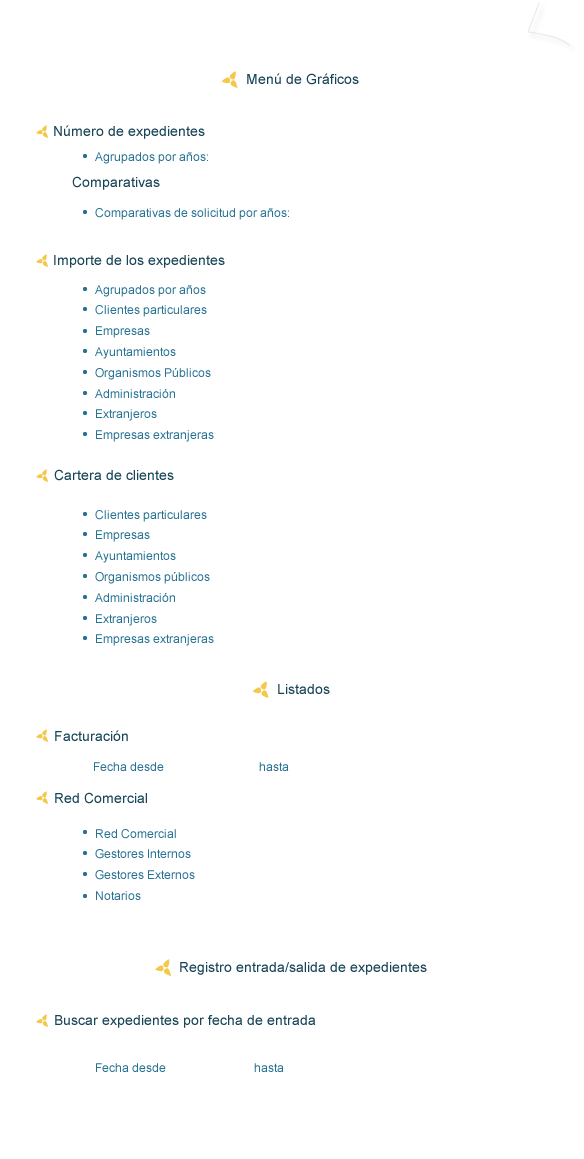 Menú de Gráficos
Número de expedientes
• Agrupados por años:
Comparativas
• Comparativas de solicitud por años:
Importe de los expedientes
• Agrupados por años
• Clientes particulares
• Empresas
• Ayuntamientos
• Organismos Públicos
• Administración
• Extranjeros
• Empresas extranjeras
Cartera de clientes
• Clientes particulares
• Empresas
• Ayuntamientos
• Organismos públicos
• Administración
• Extranjeros
• Empresas extranjeras
Listados
Facturación
Fecha desde hasta
Red Comercial
• Red Comercial
• Gestores Internos
• Gestores Externos
• Notarios
Registro entrada/salida de expedientes
Buscar expedientes por fecha de entrada
Fecha desde hasta